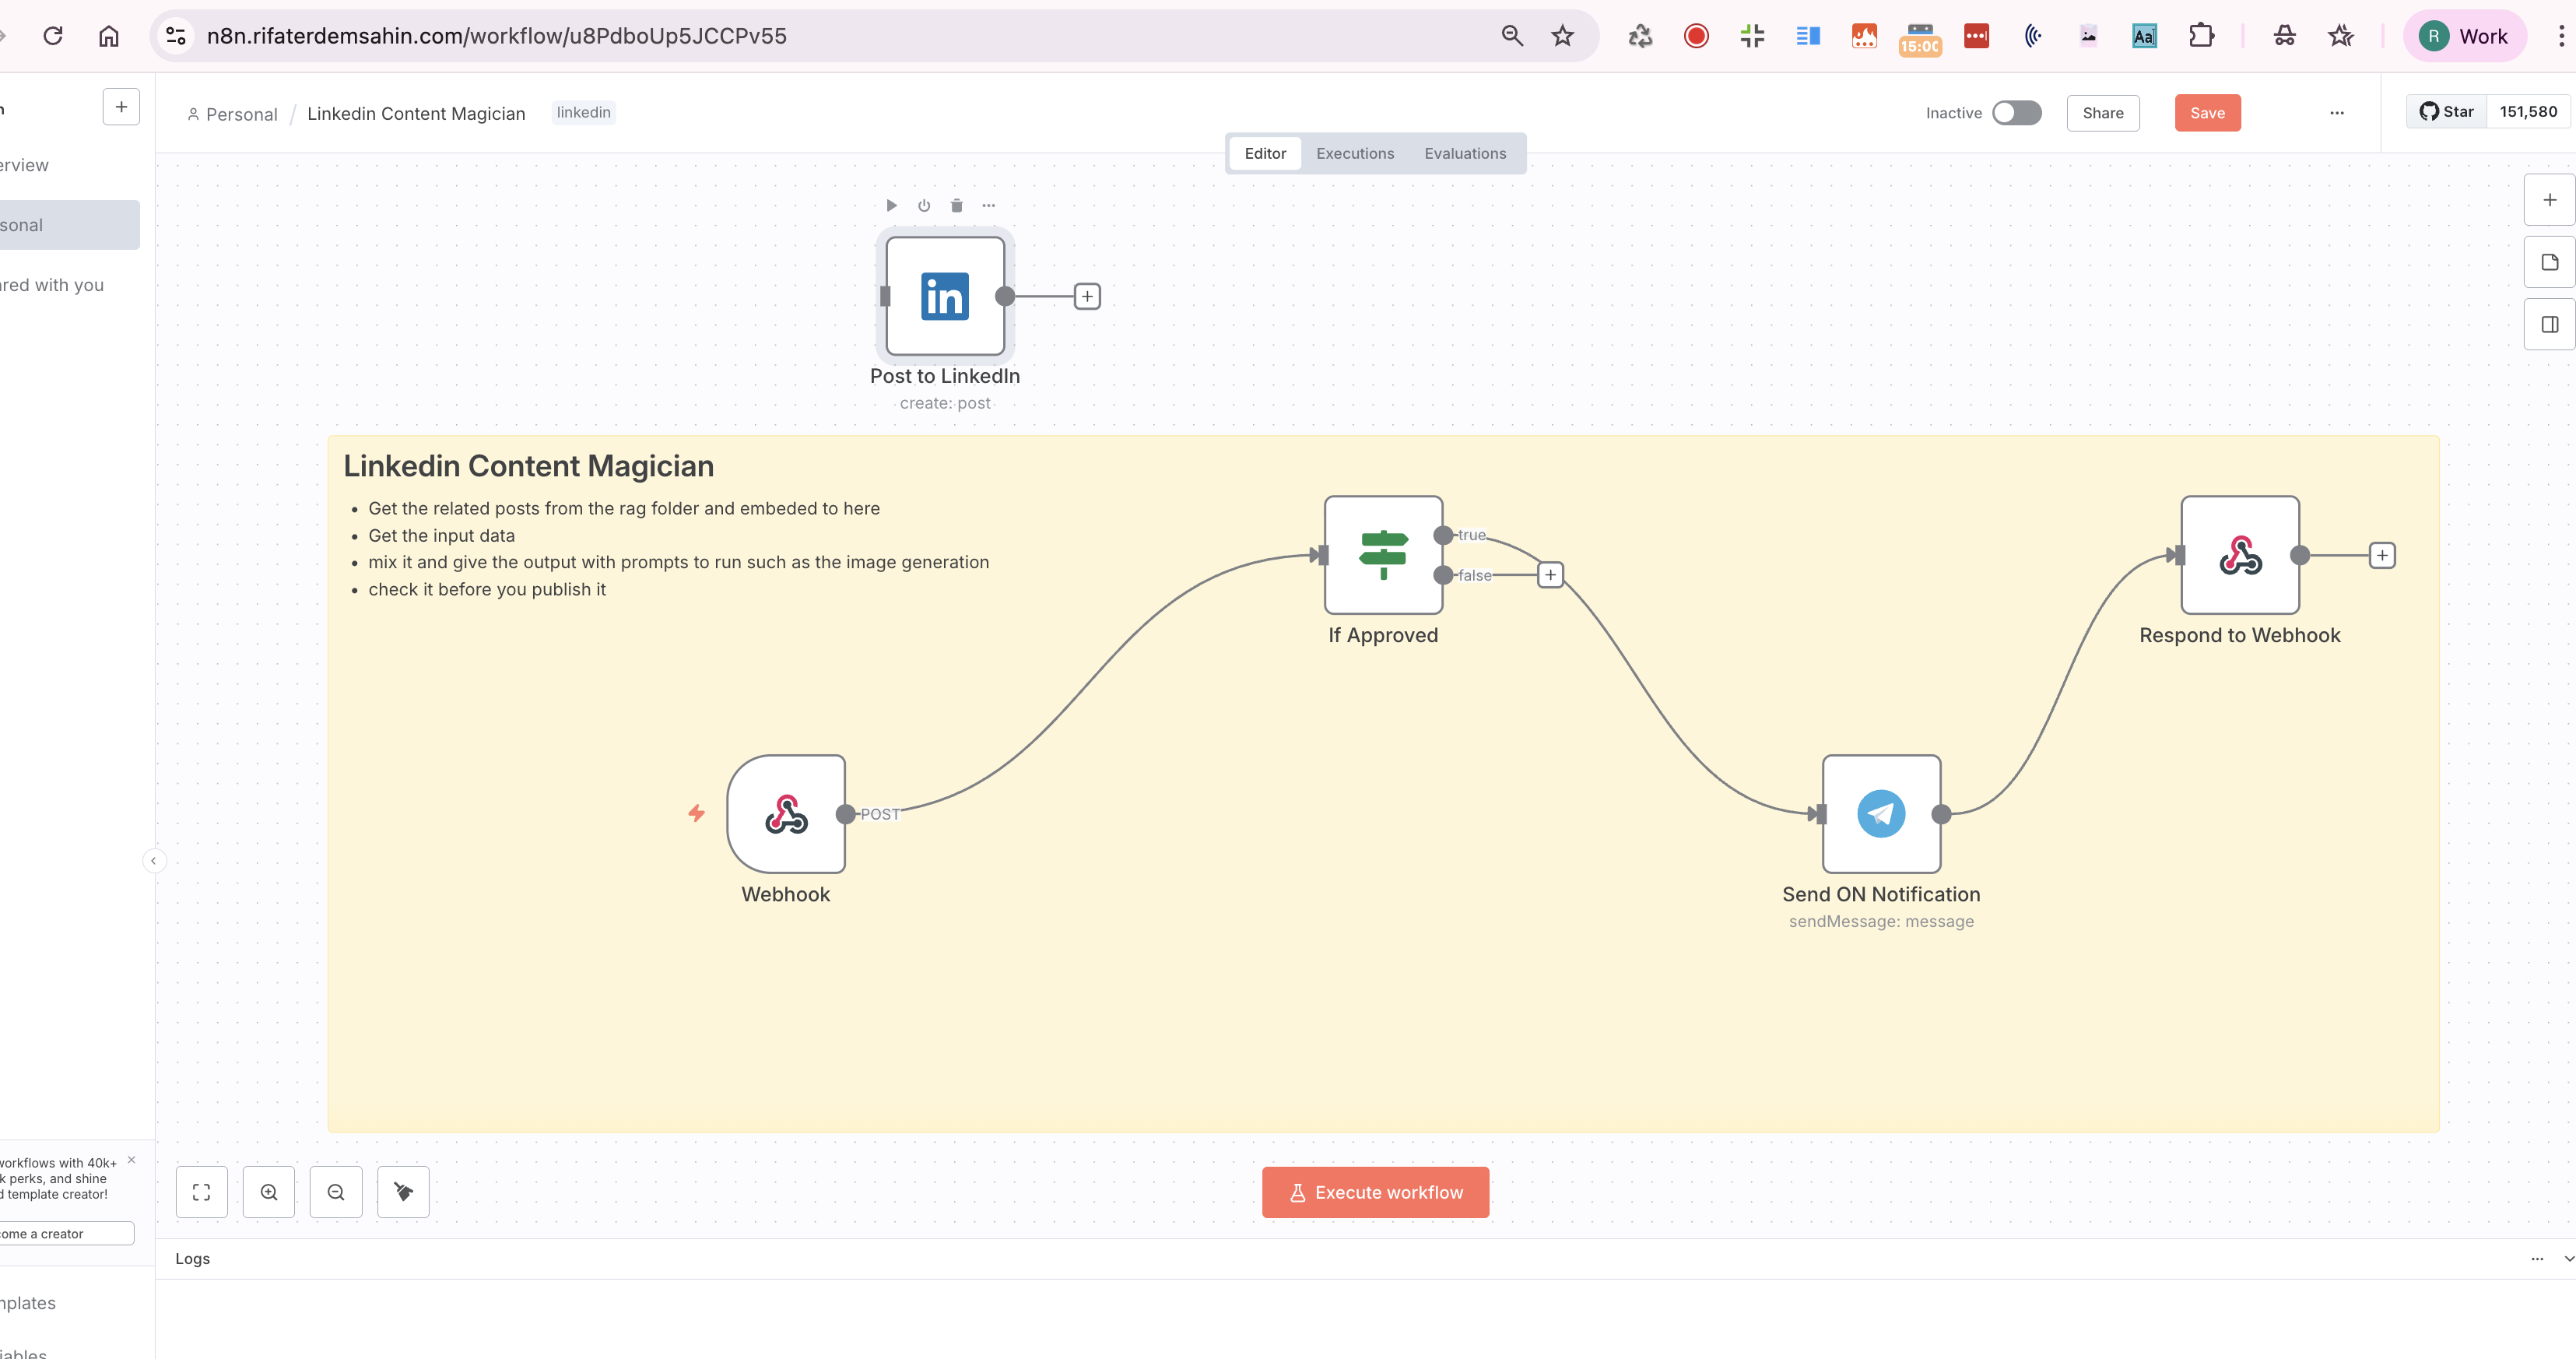 n8n.rifaterdemsahin.com/workflow/u8PdboUp5JCCPv55
15:00
Aa
R Work
Personal / Linkedin Content Magician linkedin
Inactive Share Save
Star 151,580
Editor Executions Evaluations
erview
sonal
ared with you
in
Post to LinkedIn
create: post
Linkedin Content Magician
Get the related posts from the rag folder and embeded to here
Get the input data
mix it and give the output with prompts to run such as the image generation
check it before you publish it
true
false
If Approved
Respond to Webhook
POST
Webhook
Send ON Notification
sendMessage: message
workflows with 40k+
k perks, and shine
d template creator!
ome a creator
Execute workflow
Logs
nplates
iables